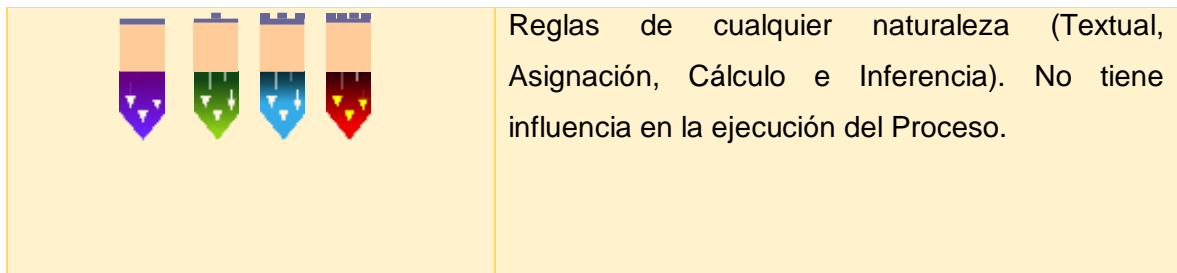 Reglas de cualquier naturaleza (Textual,
Asignación, Cálculo e Inferencia). No tiene
influencia en la ejecución del Proceso.